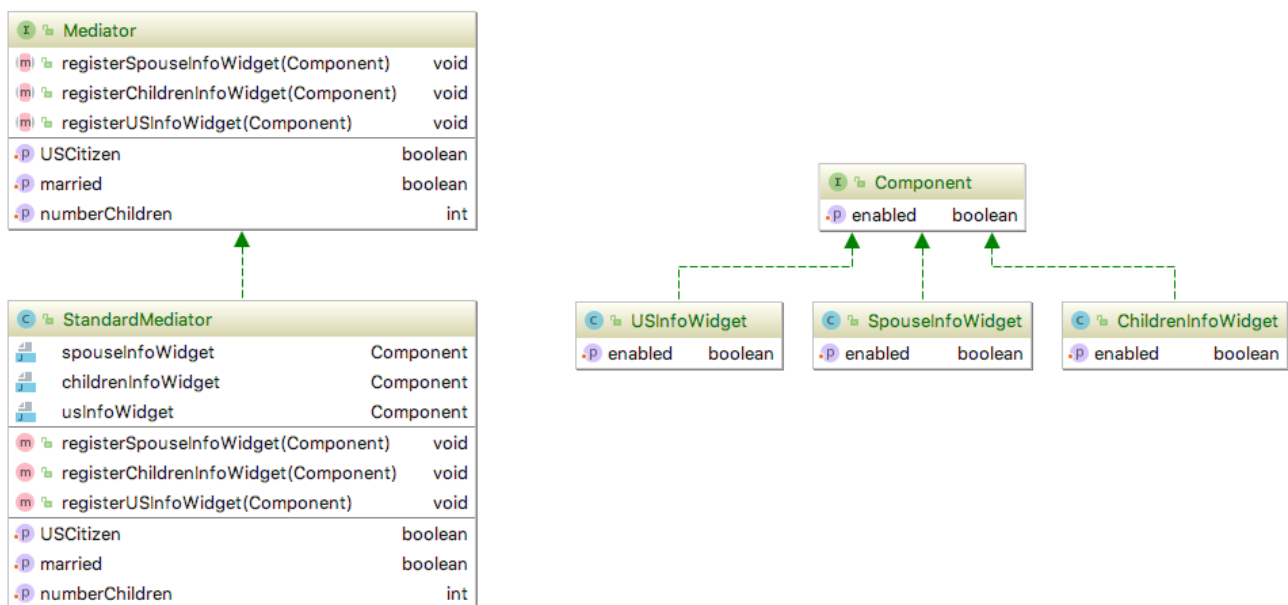 I Mediator
m registerSpouseInfoWidget(Component) void
m registerChildrenInfoWidget(Component) void
m registerUSInfoWidget(Component) void
p USCitizen boolean
p married boolean
p numberChildren int
I Component
p enabled boolean
C StandardMediator
J spouseInfoWidget Component
J childrenInfoWidget Component
J usInfoWidget Component
m registerSpouseInfoWidget(Component) void
m registerChildrenInfoWidget(Component) void
m registerUSInfoWidget(Component) void
p USCitizen boolean
p married boolean
p numberChildren int
C USInfoWidget
p enabled boolean
C SpouseInfoWidget
p enabled boolean
C ChildrenInfoWidget
p enabled boolean